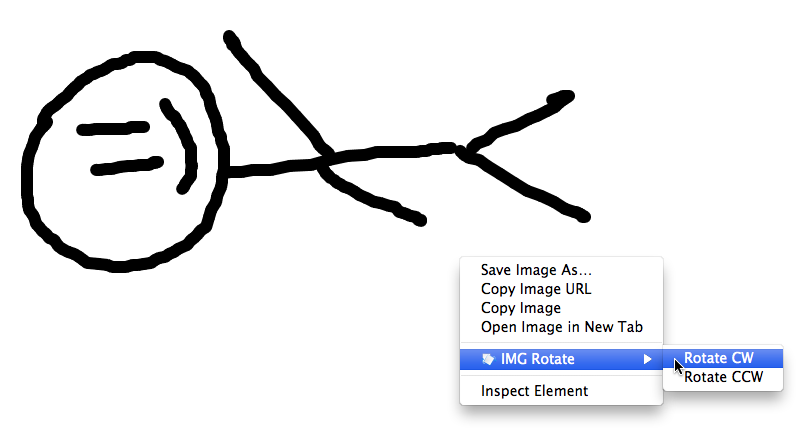 Save Image As...
Copy Image URL
Copy Image
Open Image in New Tab
IMG Rotate
Rotate CW
Rotate CCW
Inspect Element